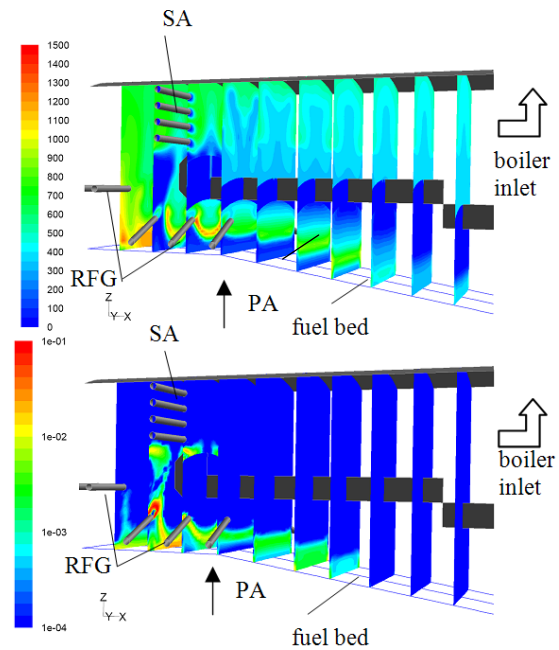 SA
1500
1400
1300
1200
1100
1000
900
800
700
600
500
400
300
200
100
0
boiler
inlet
RFG
Z
Y X
PA
fuel bed
1e-01
1e-02
1e-03
1e-04
SA
boiler
inlet
RFG
Z
Y X
PA
fuel bed